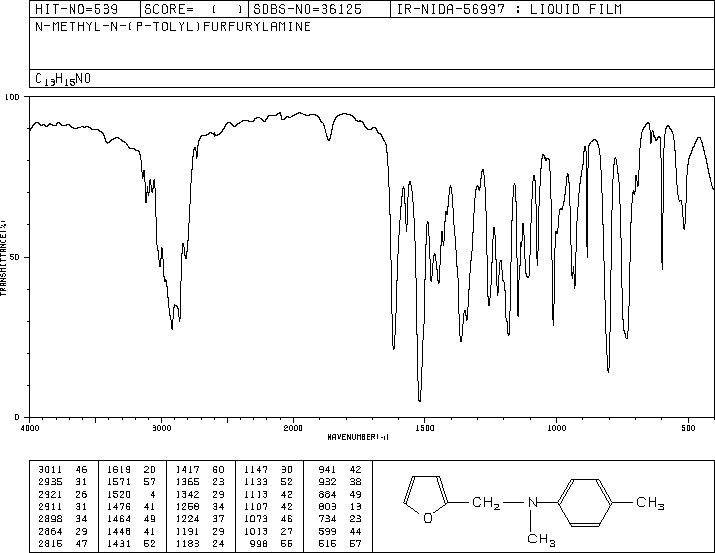 HIT-NO=539 SCORE= ( ) SDBS-NO=36125 IR-NIDA-56997 : LIQUID FILM
N-METHYL-N-(P-TOLYL)FURFURYLAMINE
C13H15NO
100
50
0
TRANSMITTANCE(%)
4000 3000 2000 1500 1000 500
WAVENUMBER(-1)
3011 46 1619 20 1417 60 1147 30 941 42
2935 31 1571 57 1365 23 1133 52 932 38
2921 26 1520 4 1342 29 1113 42 884 49
2911 31 1476 41 1258 34 1107 42 803 13
2898 34 1464 49 1224 37 1073 46 734 23
2864 29 1448 41 1191 29 1013 27 599 44
2815 47 1431 52 1183 24 998 55 515 57
O CH2 N CH3
CH3